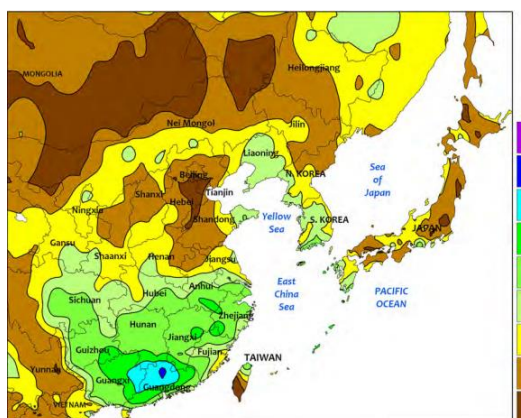 MONGOLIA
Heilongjiang
Nei Mongol
Jilin
Liaoning
Beijing
N. KOREA
Sea
of
Japan
Tianjin
Shanxi
Hebei
Ningxia
Shandong
Yellow
Sea
S. KOREA
JAPAN
Gansu
Shaanxi
Henan
Jiangsu
East
China
Sea
PACIFIC
OCEAN
Anhui
Hubei
Sichuan
Zhejiang
Hunan
Jiangxi
Guizhou
Fujian
TAIWAN
Yunnan
Guangxi
Guangdong
VIETNAM